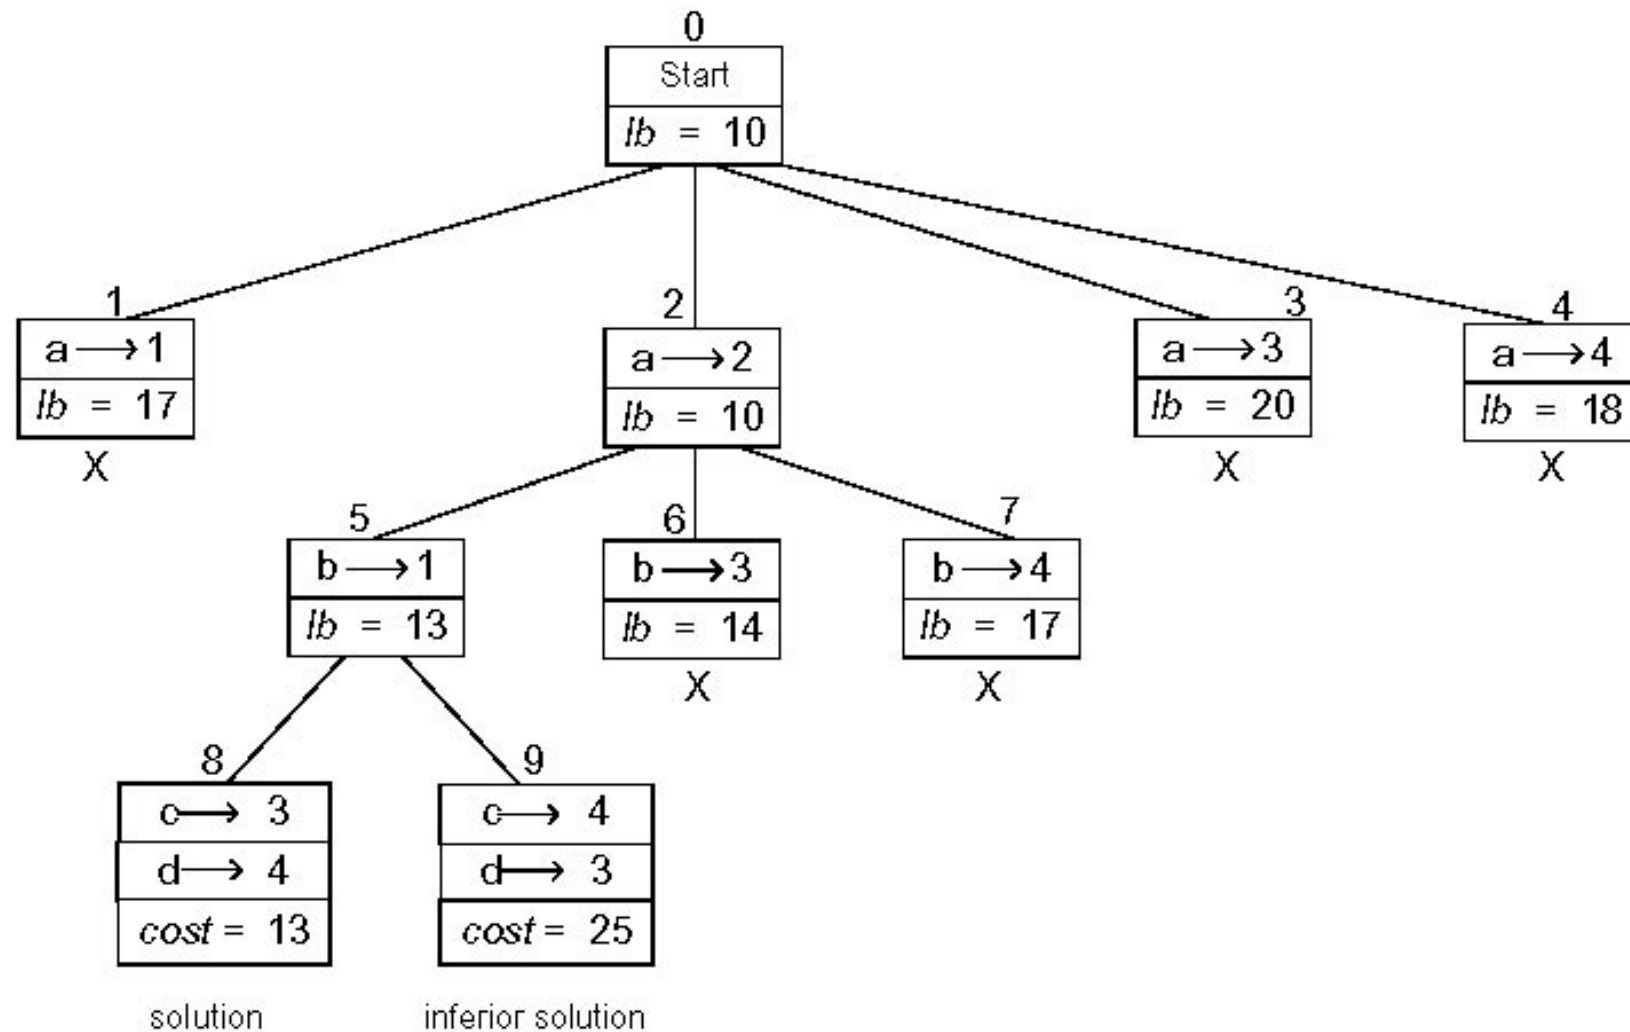 0
Start
lb = 10
1
2
3
4
a → 1
a → 2
a → 3
a → 4
lb = 17
lb = 10
lb = 20
lb = 18
X
X
X
5
6
7
b → 1
b → 3
b → 4
lb = 13
lb = 14
lb = 17
X
X
8
9
c → 3
c → 4
d → 4
d → 3
cost = 13
cost = 25
solution
inferior solution